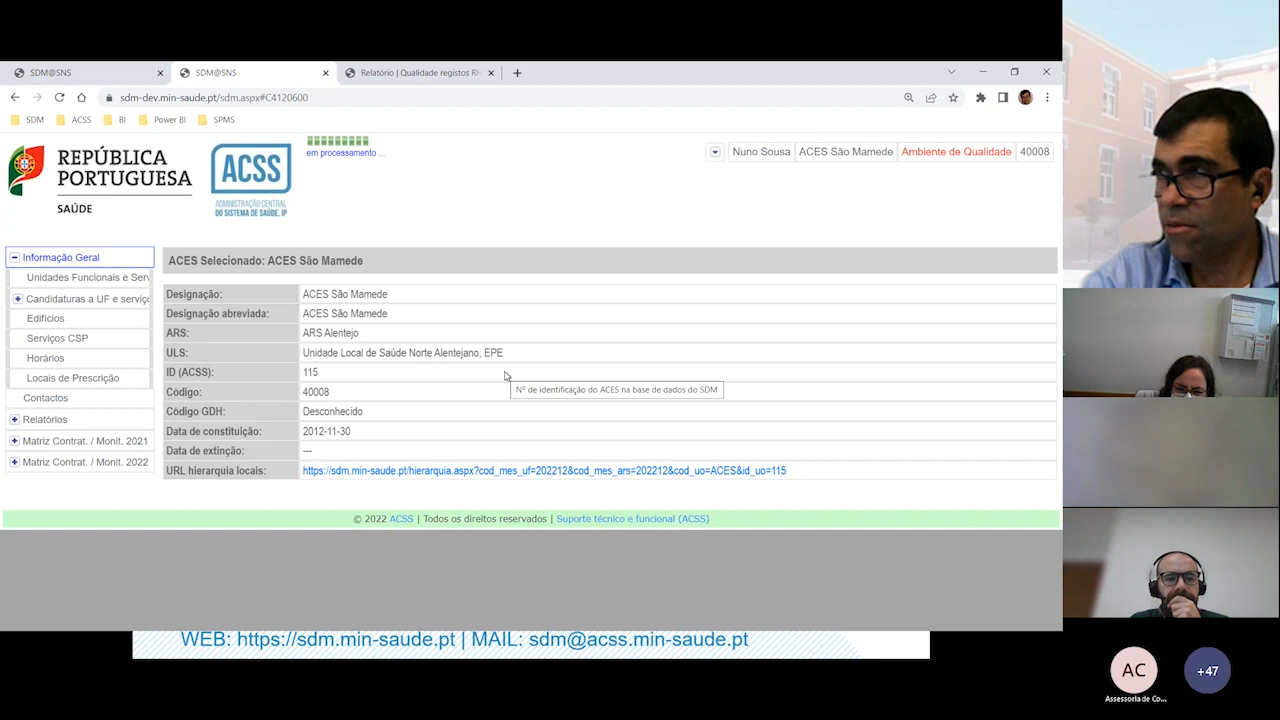 SDM@SNS
SDM@SNS
Relatório | Qualidade registos RH
sdm-dev.min-saude.pt/sdm.aspx#C4120600
SDM ACSS BI Power BI SPMS
REPÚBLICA
PORTUGUESA
SAÚDE
ACSS
ADMINISTRAÇÃO CENTRAL
DO SISTEMA DE SAÚDE, IP
em processamento ...
Nuno Sousa ACES São Mamede Ambiente de Qualidade 40008
Informação Geral
Unidades Funcionais e Serv
Candidaturas a UF e serviço
Edifícios
Serviços CSP
Horários
Locais de Prescrição
Contactos
Relatórios
Matriz Contrat. / Monit. 2021
Matriz Contrat. / Monit. 2022
ACES Selecionado: ACES São Mamede
Designação: ACES São Mamede
Designação abreviada: ACES São Mamede
ARS: ARS Alentejo
ULS: Unidade Local de Saúde Norte Alentejano, EPE
ID (ACSS): 115
Nº de identificação do ACES na base de dados do SDM
Código: 40008
Código GDH: Desconhecido
Data de constituição: 2012-11-30
Data de extinção: ---
URL hierarquia locais: https://sdm.min-saude.pt/hierarquia.aspx?cod_mes_uf=202212&cod_mes_ars=202212&cod_uo=ACES&id_uo=115
© 2022 ACSS | Todos os direitos reservados | Suporte técnico e funcional (ACSS)
WEB: https://sdm.min-saude.pt | MAIL: sdm@acss.min-saude.pt
AC
Assessoria de Co...
+47